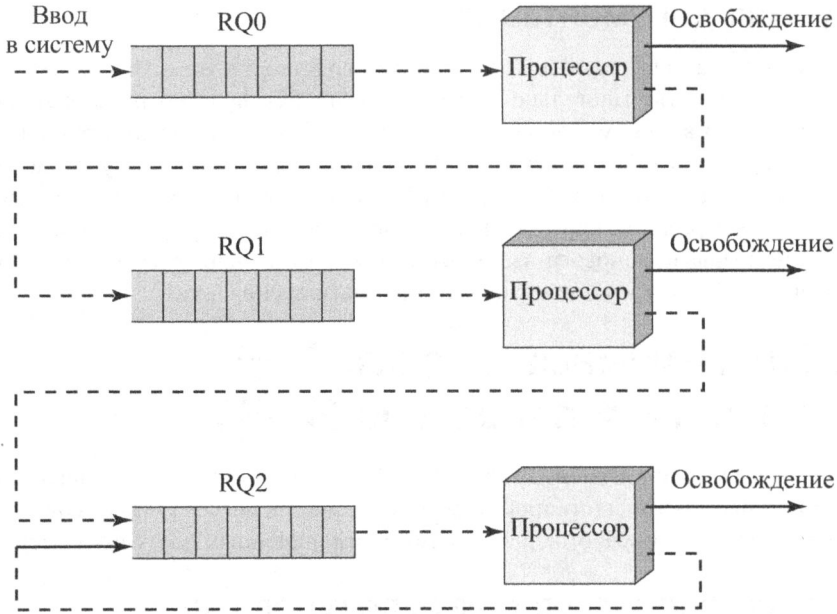 Ввод
в систему
RQ0
Процессор
Освобождение
RQ1
Процессор
Освобождение
RQ2
Процессор
Освобождение